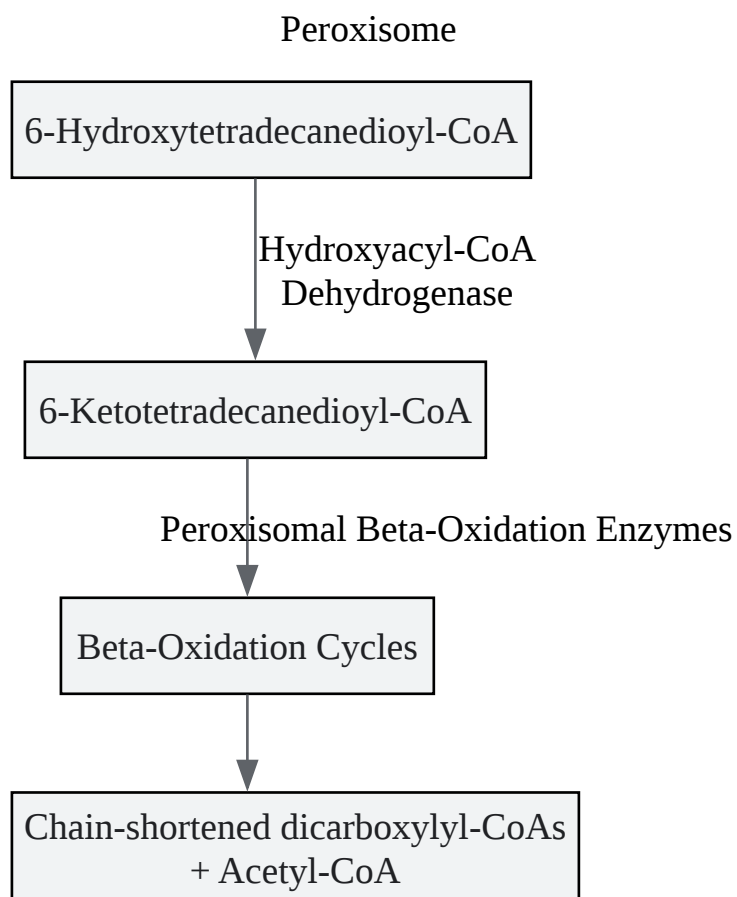 Peroxisome
6-Hydroxytetradecanedioyl-CoA
Hydroxyacyl-CoA
Dehydrogenase
6-Ketotetradecanedioyl-CoA
Peroxisomal Beta-Oxidation Enzymes
Beta-Oxidation Cycles
Chain-shortened dicarboxylyl-CoAs
+ Acetyl-CoA